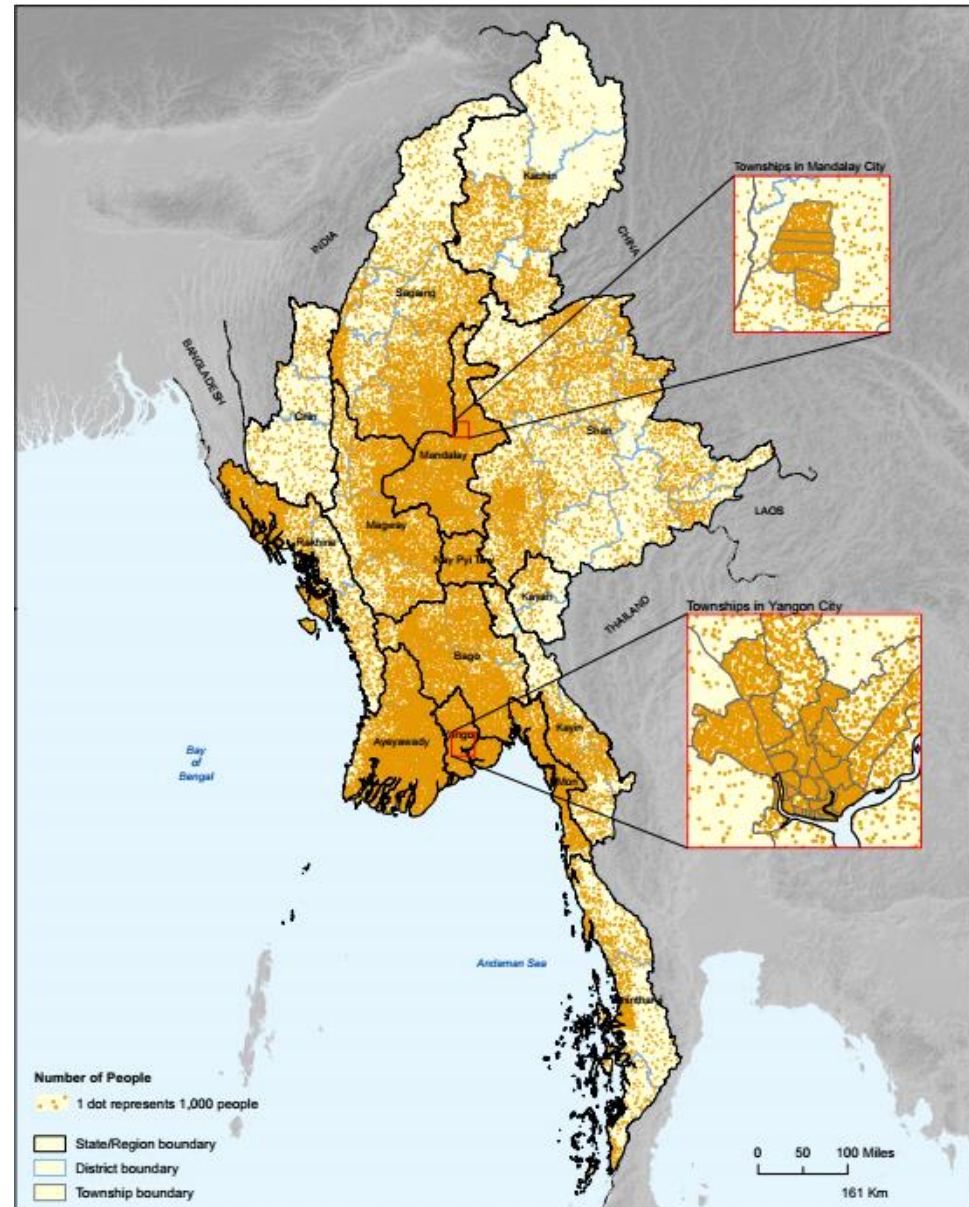 Townships in Mandalay City
Kachin
INDIA
CHINA
Sagaing
BANGLADESH
Chin
Shan
Mandalay
LAOS
Magway
Rakhine
Nay Pyi Taw
Kayah
THAILAND
Townships in Yangon City
Bago
Kayin
Ayeyawady
Yangon
Bay
of
Bengal
Mon
Andaman Sea
Number of People
1 dot represents 1,000 people
State/Region boundary
District boundary
Township boundary
0 50 100 Miles
161 Km